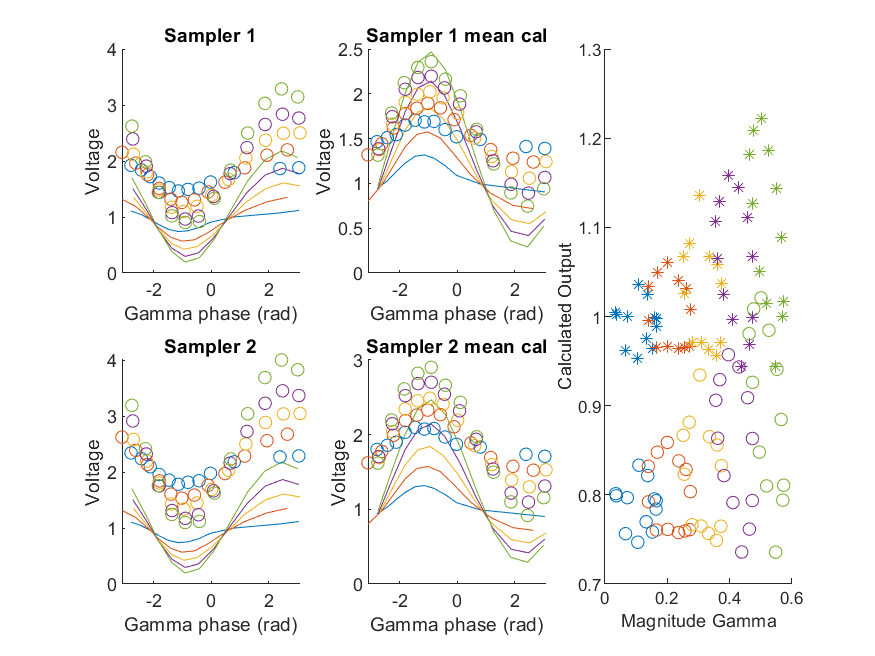 Sampler 1
4
3
2
1
0
Voltage
-2 0 2
Gamma phase (rad)
Sampler 1 mean cal
2.5
2
1.5
1
0.5
0
Voltage
-2 0 2
Gamma phase (rad)
Sampler 2
4
3
2
1
0
Voltage
-2 0 2
Gamma phase (rad)
Sampler 2 mean cal
3
2
1
0
Voltage
-2 0 2
Gamma phase (rad)
1.3
1.2
1.1
1
0.9
0.8
0.7
Calculated Output
0 0.2 0.4 0.6
Magnitude Gamma